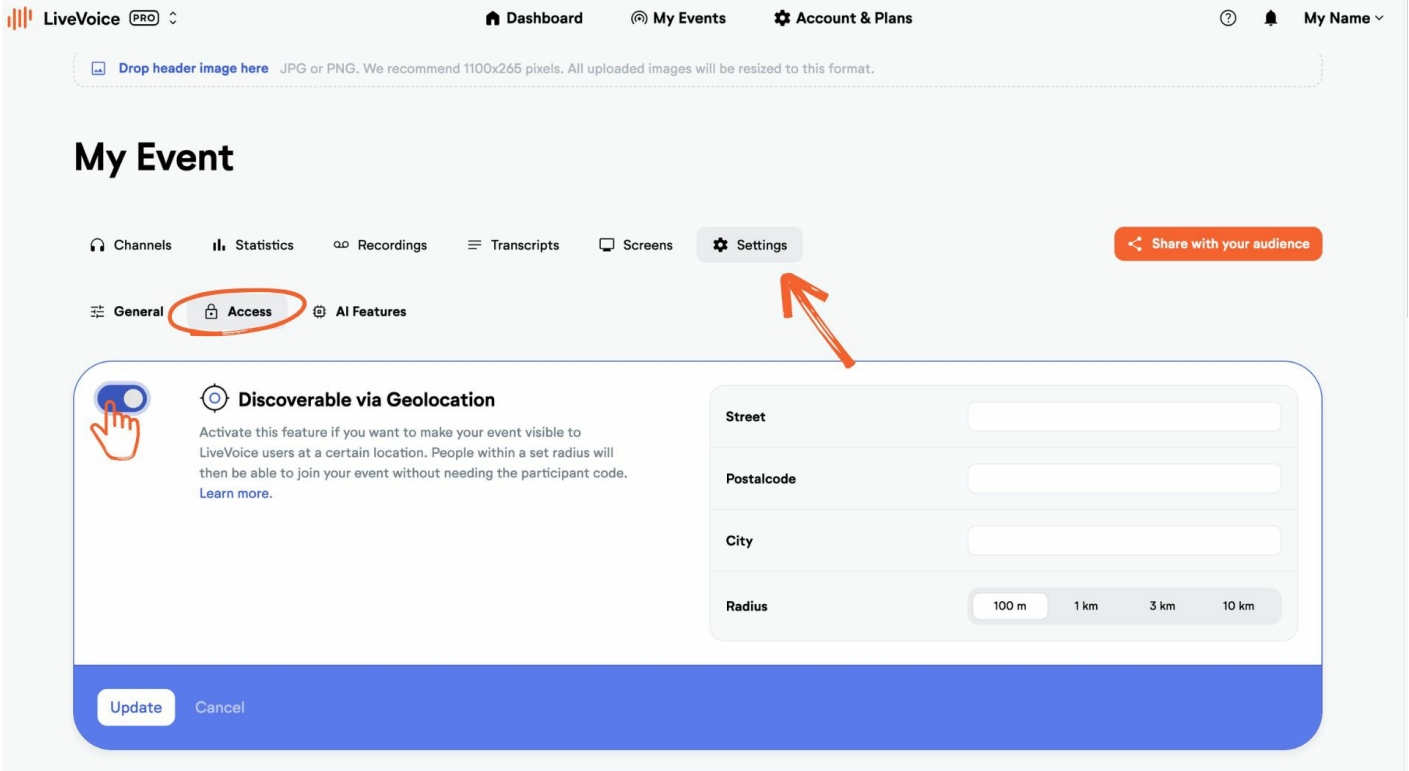 LiveVoice PRO Dashboard My Events Account & Plans My Name
Drop header image here JPG or PNG. We recommend 1100x265 pixels. All uploaded images will be resized to this format.
My Event
Channels Statistics Recordings Transcripts Screens Settings Share with your audience
General Access AI Features
Discoverable via Geolocation
Activate this feature if you want to make your event visible to
LiveVoice users at a certain location. People within a set radius will
then be able to join your event without needing the participant code.
Learn more.
Street
Postalcode
City
Radius 100 m 1 km 3 km 10 km
Update Cancel